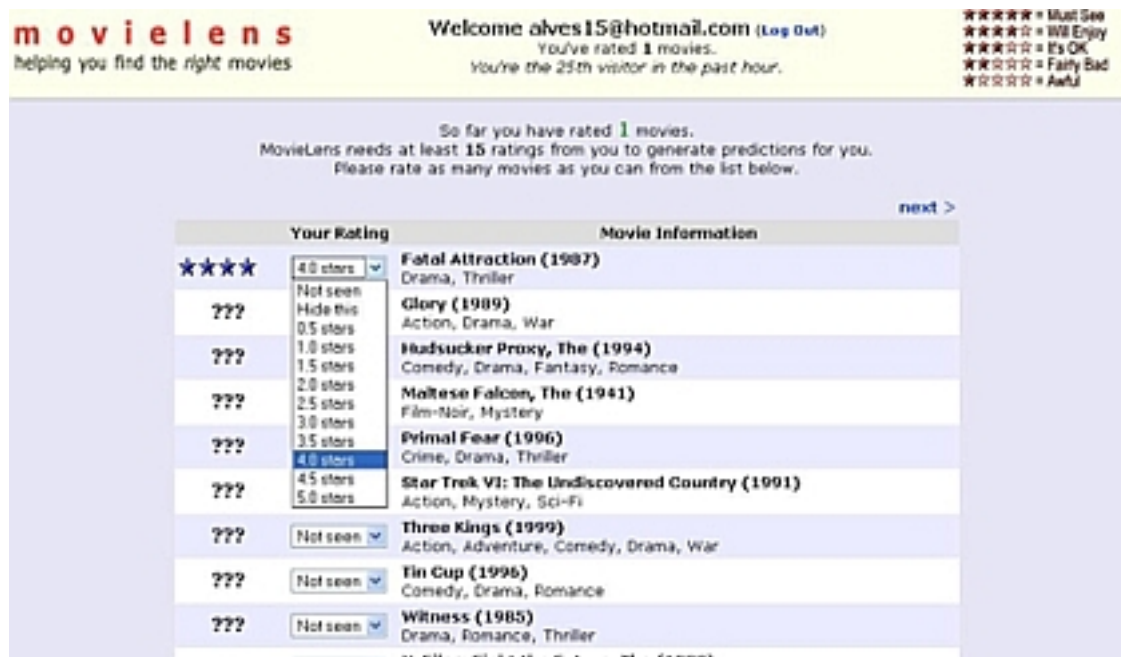 movielens
helping you find the right movies
Welcome alves15@hotmail.com (Log Out)
You've rated 1 movies.
You're the 25th visitor in the past hour.
★★★★★ = Must See
★★★★☆ = Will Enjoy
★★★☆☆ = It's OK
★★☆☆☆ = Fairly Bad
★☆☆☆☆ = Awful
So far you have rated 1 movies.
MovieLens needs at least 15 ratings from you to generate predictions for you.
Please rate as many movies as you can from the list below.
next >
Your Rating Movie Information
★★★★ 4.0 stars Fatal Attraction (1987)
Drama, Thriller
Not seen
Hide this
0.5 stars
1.0 stars
1.5 stars
2.0 stars
2.5 stars
3.0 stars
3.5 stars
4.0 stars
4.5 stars
5.0 stars
??? Glory (1989)
Action, Drama, War
??? Hudsucker Proxy, The (1994)
Comedy, Drama, Fantasy, Romance
??? Maltese Falcon, The (1941)
Film-Noir, Mystery
??? Primal Fear (1996)
Crime, Drama, Thriller
??? Star Trek VI: The Undiscovered Country (1991)
Action, Mystery, Sci-Fi
??? Not seen Three Kings (1999)
Action, Adventure, Comedy, Drama, War
??? Not seen Tin Cup (1996)
Comedy, Drama, Romance
??? Not seen Witness (1985)
Drama, Romance, Thriller